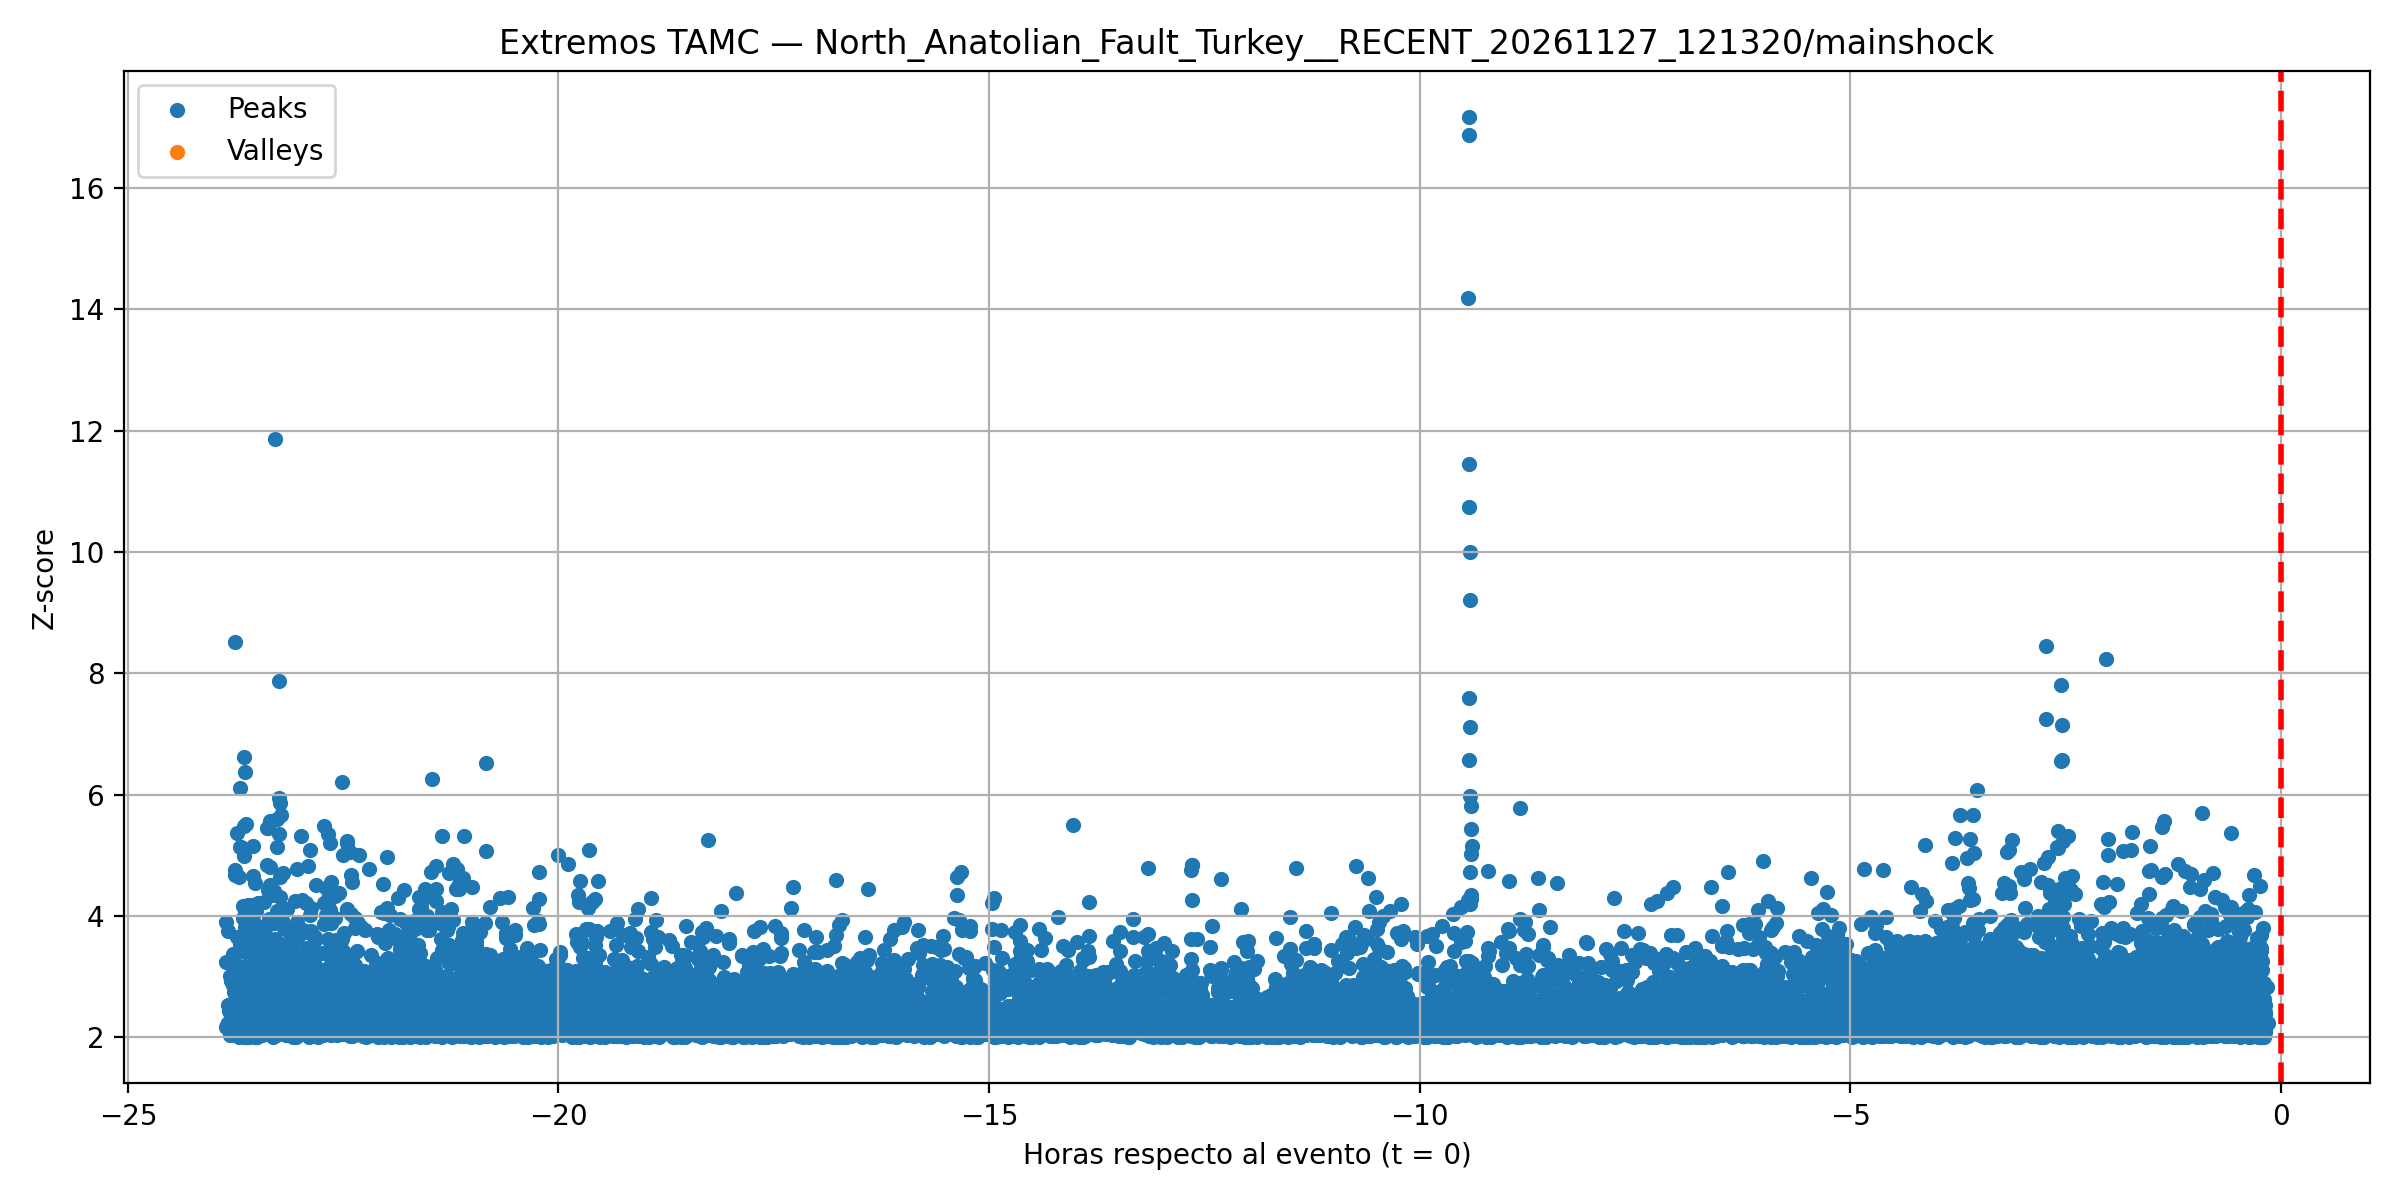 Extremos TAMC — North_Anatolian_Fault_Turkey__RECENT_20261127_121320/mainshock
Peaks
Valleys
Z-score
16
14
12
10
8
6
4
2
−25
−20
−15
−10
−5
0
Horas respecto al evento (t = 0)